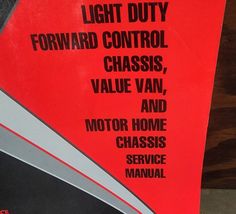 LIGHT DUTY
FORWARD CONTROL
CHASSIS,
VALUE VAN,
AND
MOTOR HOME
CHASSIS
SERVICE
MANUAL